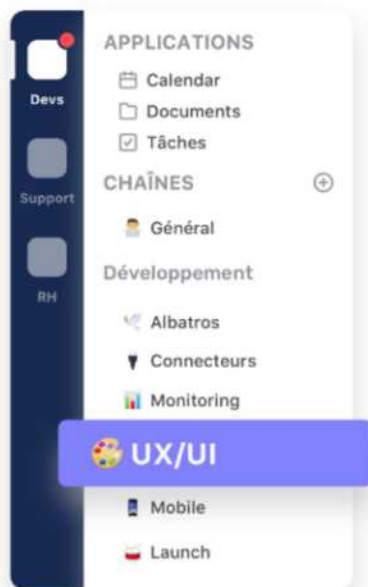 Devs
Support
RH
APPLICATIONS
Calendar
Documents
Tâches
CHAÎNES
Général
Développement
Albatros
Connecteurs
Monitoring
UX/UI
Mobile
Launch